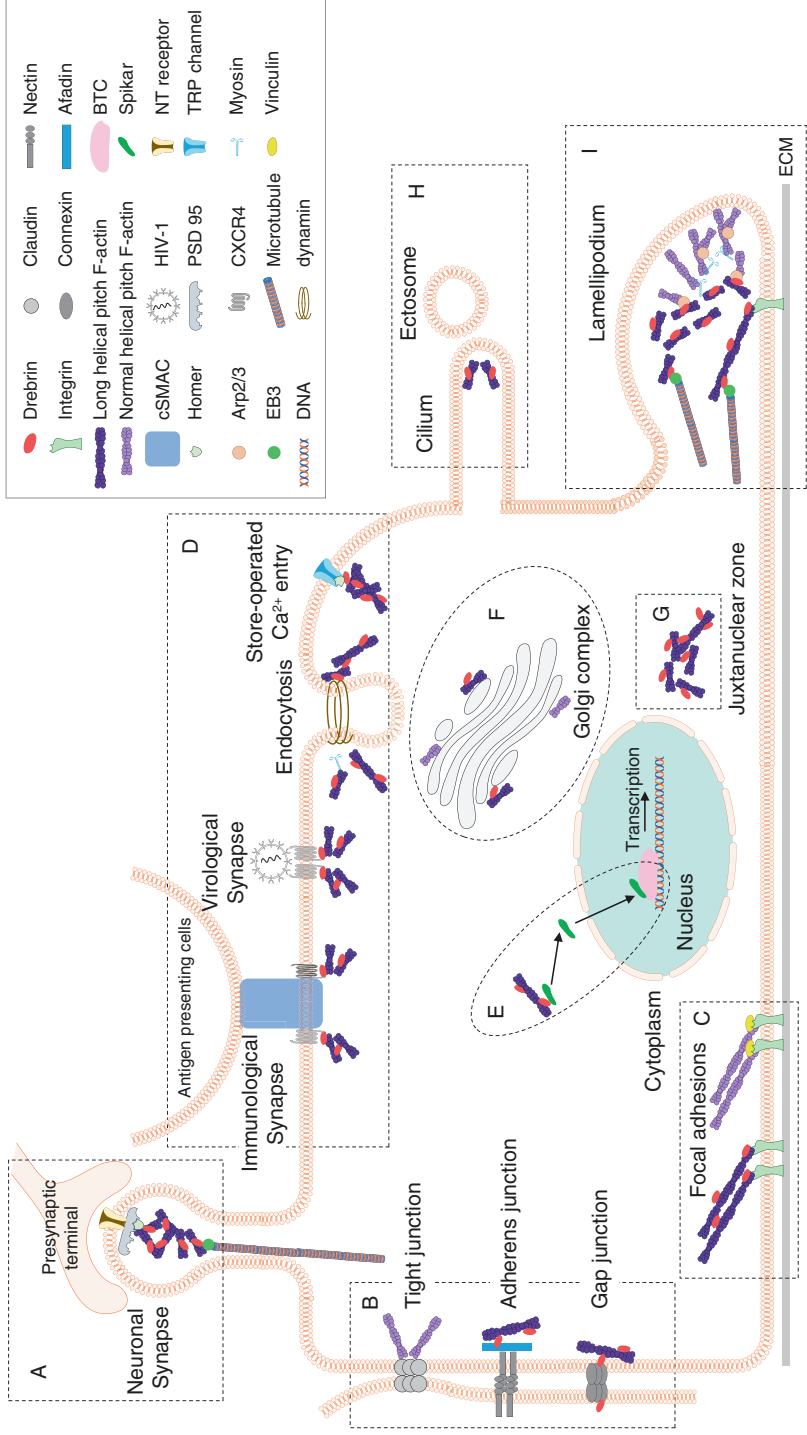 A
Neuronal
Synapse
Presynaptic
terminal
B
Tight junction
Adherens junction
Gap junction
Focal adhesions
C
D
Antigen presenting cells
Immunological
Synapse
Virological
Synapse
Endocytosis
Store-operated
Ca²⁺ entry
E
Cytoplasm
Nucleus
Transcription
F
Golgi complex
G
Juxtanuclear zone
H
Cilium
Ectosome
I
Lamellipodium
ECM
Drebrin
Claudin
Nectin
Integrin
Connexin
Afadin
Long helical pitch F-actin
BTC
Normal helical pitch F-actin
Spikar
cSMAC
HIV-1
NT receptor
Homer
PSD 95
TRP channel
Arp2/3
CXCR4
Myosin
EB3
Microtubule
Vinculin
DNA
dynamin